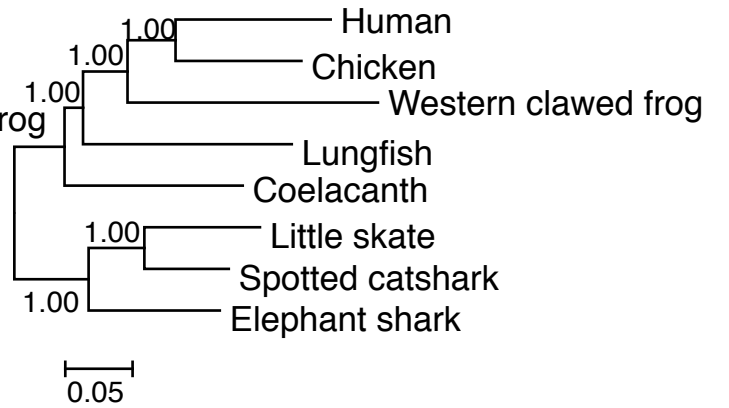 1.00 Human
1.00 Chicken
1.00 Western clawed frog
rog
Lungfish
Coelacanth
1.00 Little skate
Spotted catshark
1.00 Elephant shark
0.05